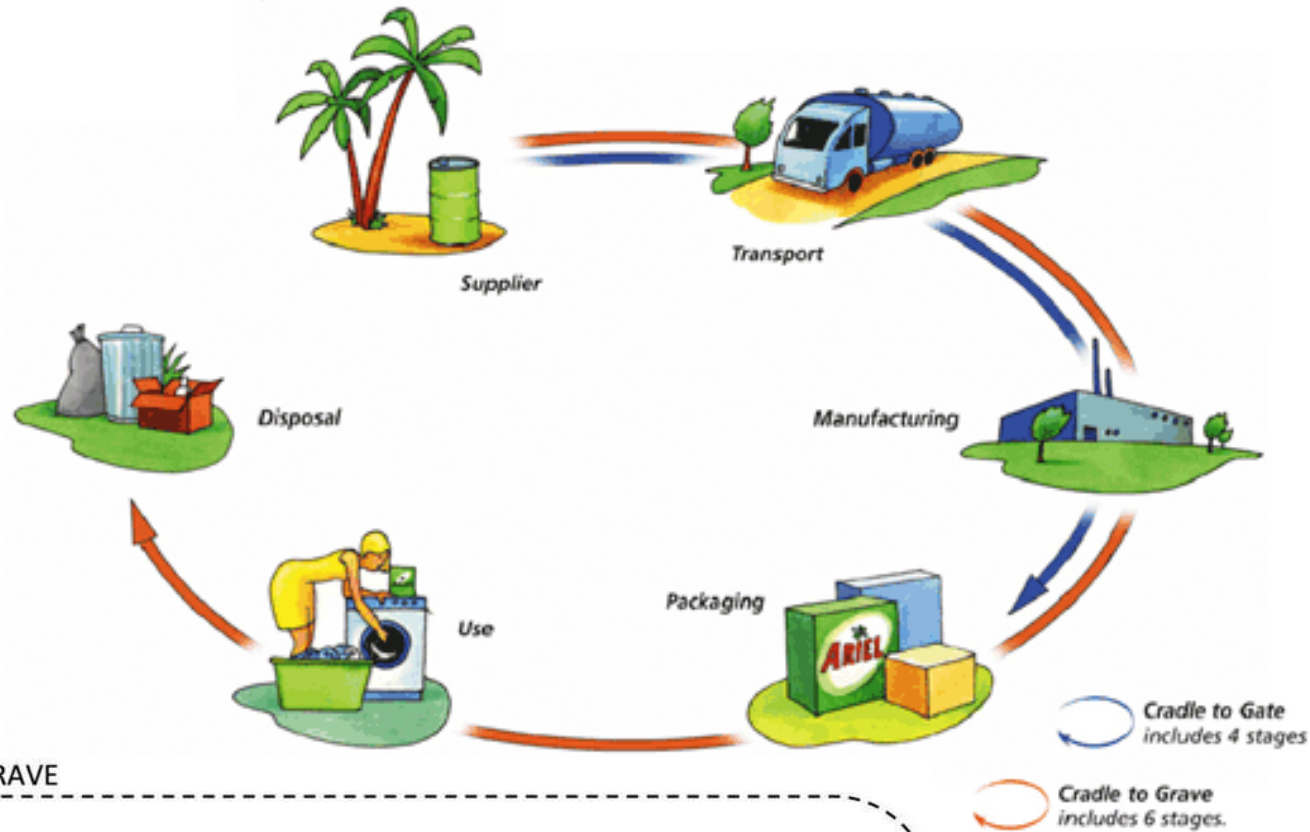 Transport
Supplier
Disposal
Manufacturing
Packaging
ARIEL
Use
Cradle to Gate
includes 4 stages
RAVE
Cradle to Grave
includes 6 stages.